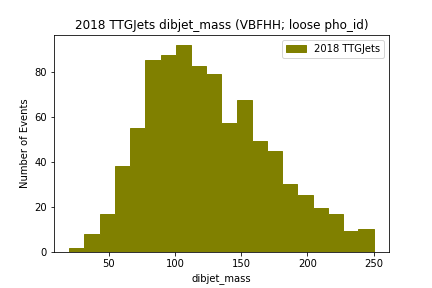 2018 TTGJets dibjet_mass (VBFHH; loose pho_id)
2018 TTGJets
Number of Events
80
60
40
20
0
50
100
150
200
250
dibjet_mass